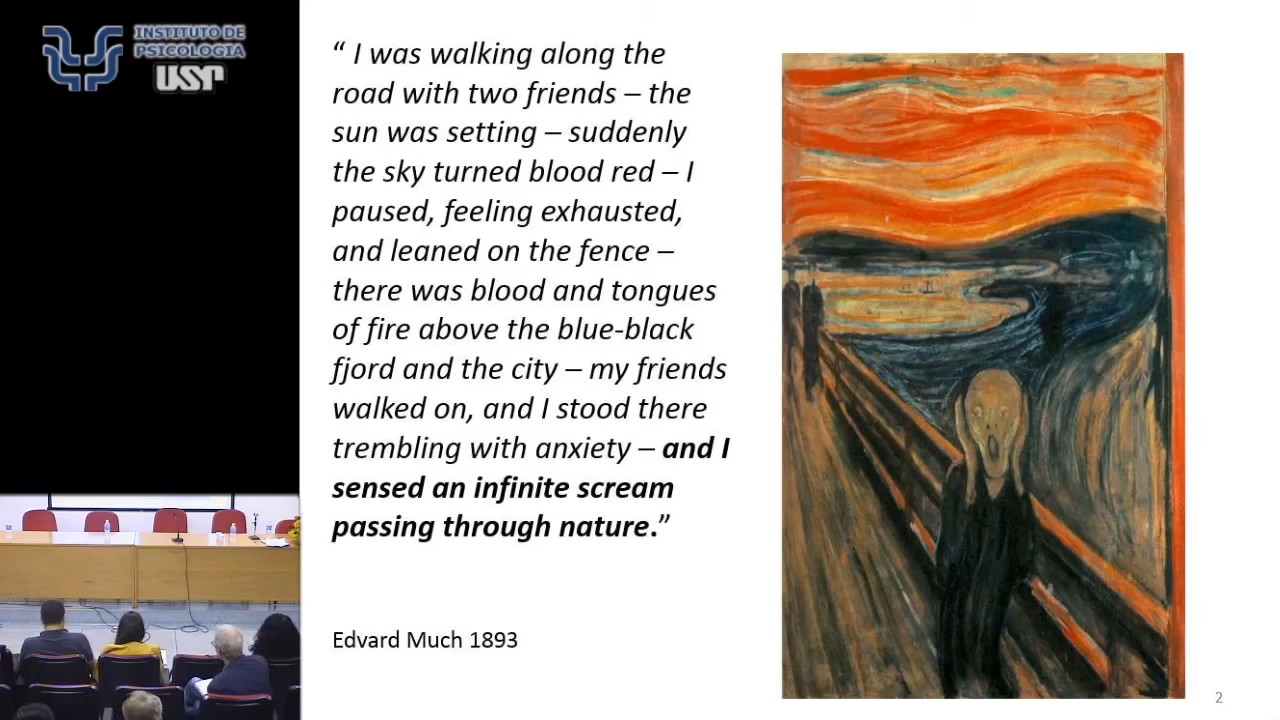 INSTITUTO DE
PSICOLOGIA
USP
“ I was walking along the
road with two friends – the
sun was setting – suddenly
the sky turned blood red – I
paused, feeling exhausted,
and leaned on the fence –
there was blood and tongues
of fire above the blue-black
fjord and the city – my friends
walked on, and I stood there
trembling with anxiety – and I
sensed an infinite scream
passing through nature.”
Edvard Much 1893
2